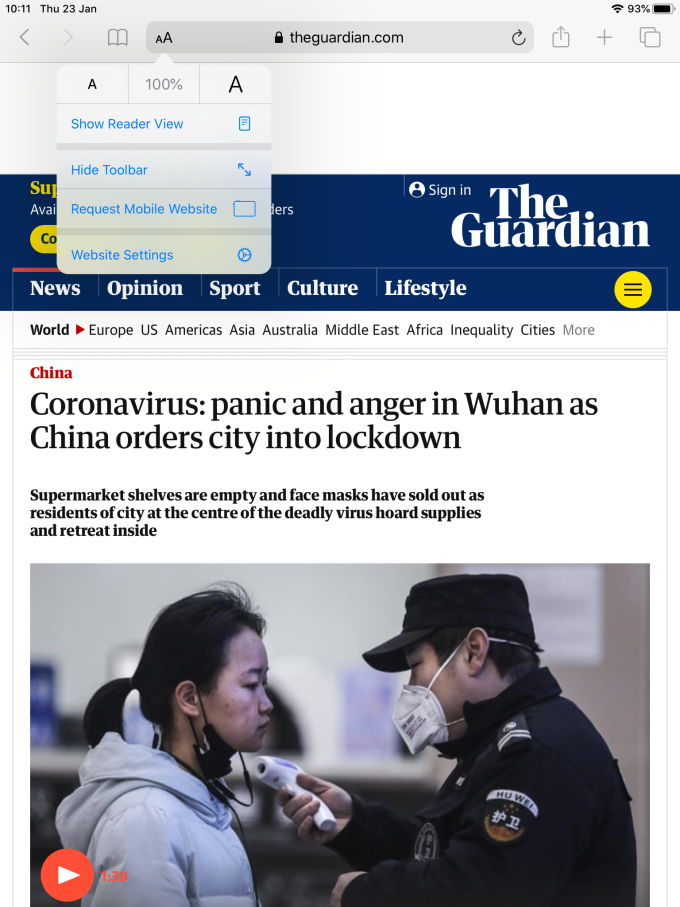 10:11 Thu 23 Jan 93%
AA theguardian.com
A 100% A
Show Reader View
Hide Toolbar
Request Mobile Website
Website Settings
Sup
Avai ders
Co
Sign in
The
Guardian
News Opinion Sport Culture Lifestyle
World Europe US Americas Asia Australia Middle East Africa Inequality Cities More
China
Coronavirus: panic and anger in Wuhan as
China orders city into lockdown
Supermarket shelves are empty and face masks have sold out as
residents of city at the centre of the deadly virus hoard supplies
and retreat inside
HU WEI
护卫
1:39